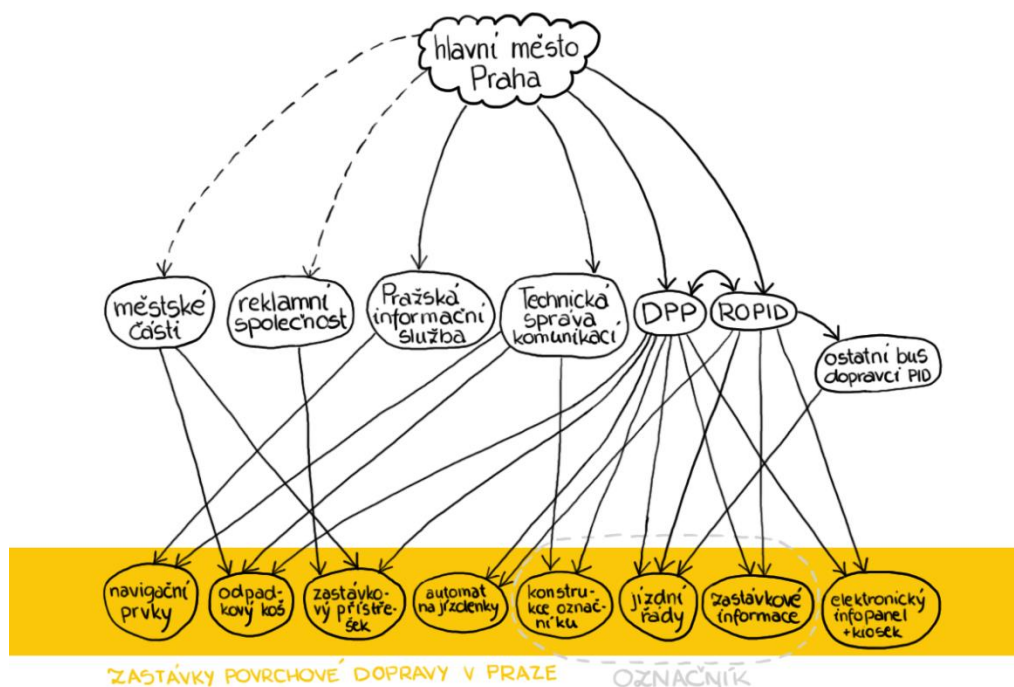 hlavní město
Praha
městské
části
reklamní
společnost
Pražská
informační
služba
Technická
správa
komunikací
DPP
ROPID
ostatní bus
dopravci PID
navigační
prvky
odpad-
kový koš
zastávko-
vý přístře-
šek
automat
na jízdenky
konstru-
kce označ-
níku
jízdní
řády
zastávkové
informace
elektronický
infopanel
+kiosek
ZASTÁVKY POVRCHOVÉ DOPRAVY V PRAZE
OZNAČNÍK